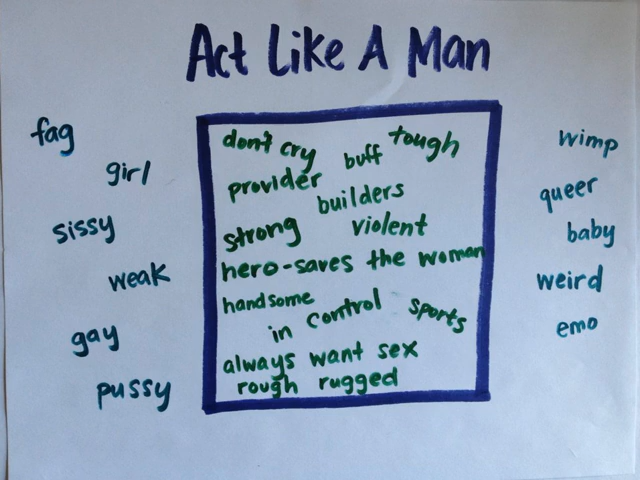 Act Like A Man
fag
girl
sissy
weak
gay
pussy
don't cry
buff
tough
provider
builders
strong
violent
hero-saves the woman
handsome
in control
sports
always want sex
rough rugged
wimp
queer
baby
weird
emo